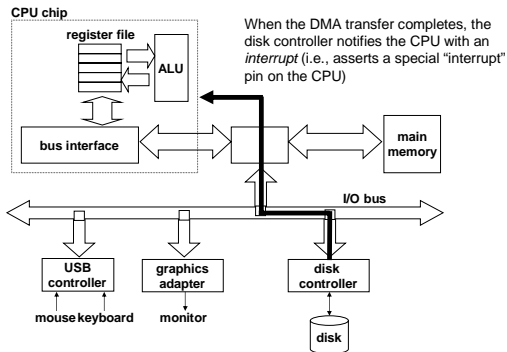 CPU chip
register file
ALU
bus interface
When the DMA transfer completes, the
disk controller notifies the CPU with an
interrupt (i.e., asserts a special “interrupt”
pin on the CPU)
main
memory
I/O bus
USB
controller
graphics
adapter
disk
controller
mouse keyboard
monitor
disk